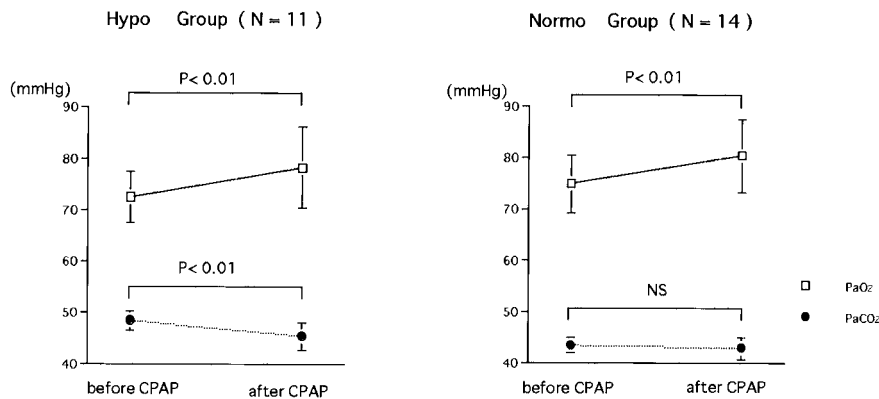 Hypo Group ( N = 11 )
Normo Group ( N = 14 )
P< 0.01
P< 0.01
(mmHg)
(mmHg)
90
80
70
60
50
40
P< 0.01
before CPAP
after CPAP
90
80
70
60
50
40
NS
before CPAP
after CPAP
PaO2
PaCO2